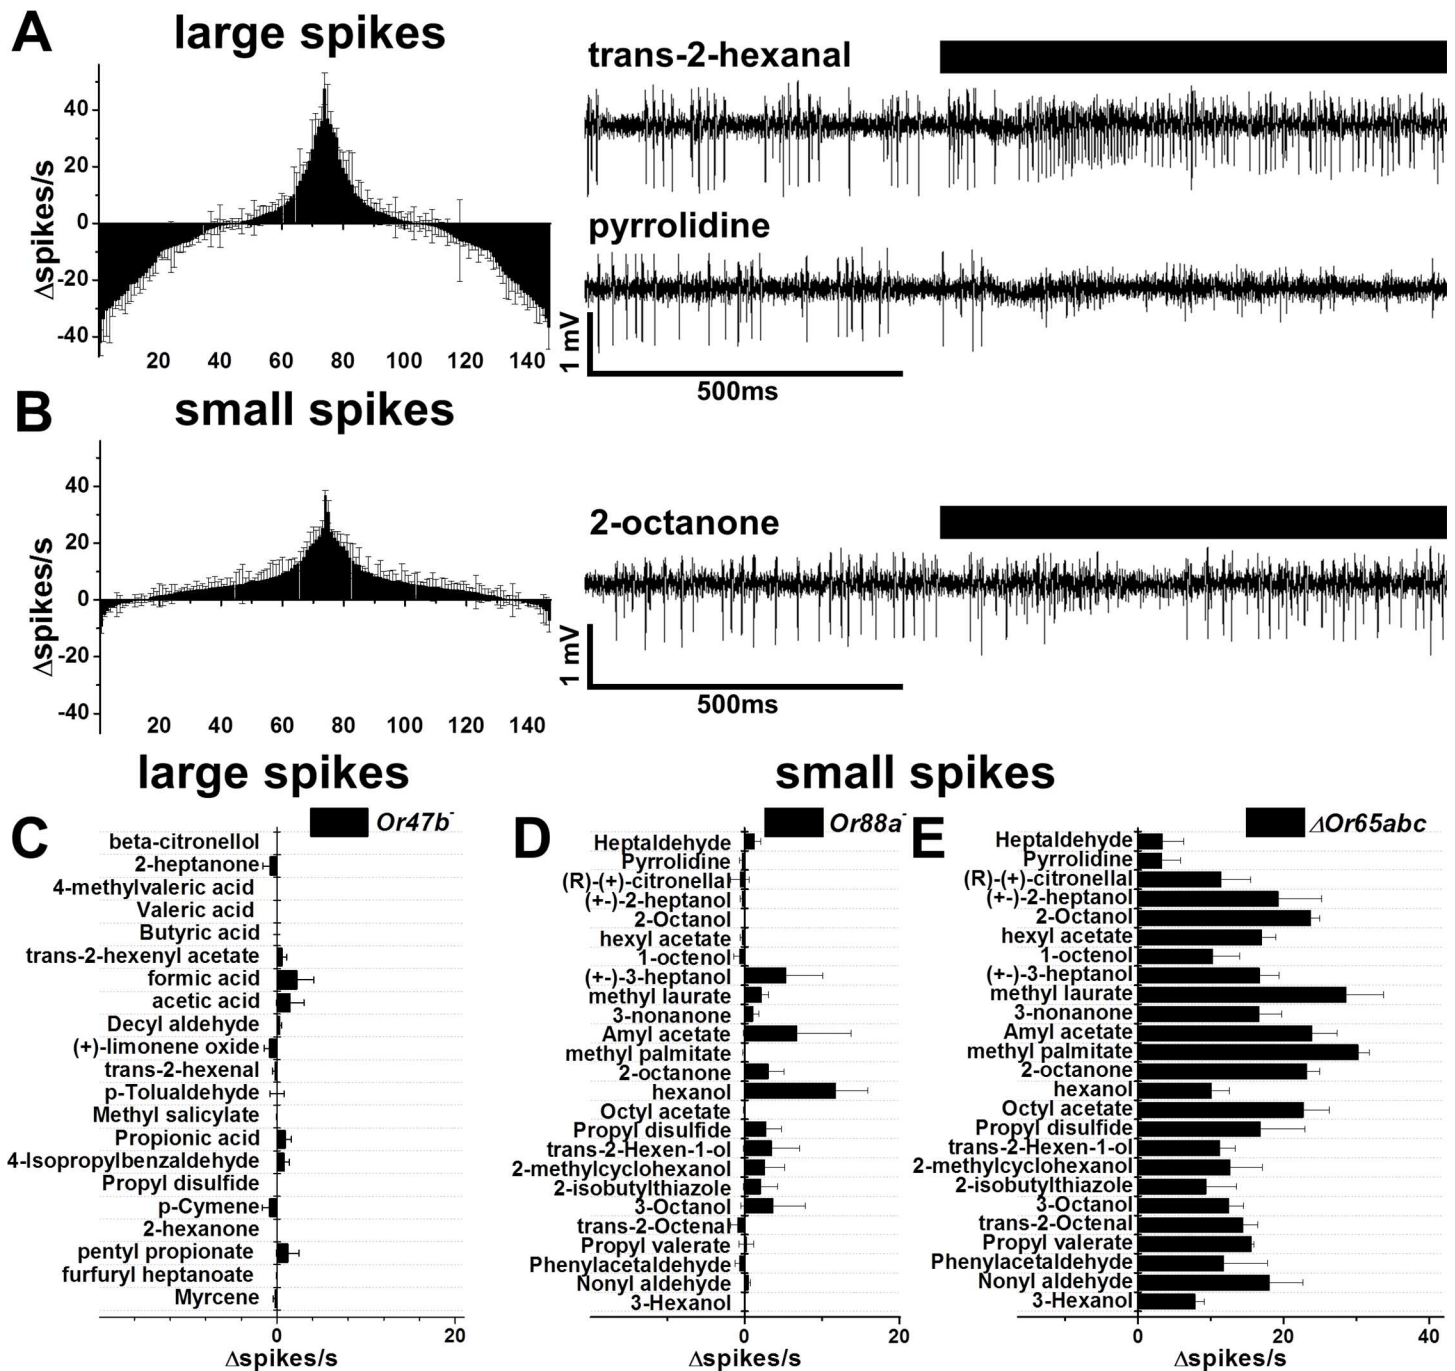 A
large spikes
Δspikes/s
40
20
0
-20
-40
20 40 60 80 100 120 140
trans-2-hexanal
pyrrolidine
1 mV
500ms
B
small spikes
Δspikes/s
40
20
0
-20
-40
20 40 60 80 100 120 140
2-octanone
1 mV
500ms
large spikes
small spikes
C
Or47b-
beta-citronellol
2-heptanone
4-methylvaleric acid
Valeric acid
Butyric acid
trans-2-hexenyl acetate
formic acid
acetic acid
Decyl aldehyde
(+)-limonene oxide
trans-2-hexenal
p-Tolualdehyde
Methyl salicylate
Propionic acid
4-Isopropylbenzaldehyde
Propyl disulfide
p-Cymene
2-hexanone
pentyl propionate
furfuryl heptanoate
Myrcene
0 20
Δspikes/s
D
Or88a-
Heptaldehyde
Pyrrolidine
(R)-(+)-citronellal
(+-)-2-heptanol
2-Octanol
hexyl acetate
1-octenol
(+-)-3-heptanol
methyl laurate
3-nonanone
Amyl acetate
methyl palmitate
2-octanone
hexanol
Octyl acetate
Propyl disulfide
trans-2-Hexen-1-ol
2-methylcyclohexanol
2-isobutylthiazole
3-Octanol
trans-2-Octenal
Propyl valerate
Phenylacetaldehyde
Nonyl aldehyde
3-Hexanol
0 20
Δspikes/s
E
ΔOr65abc
Heptaldehyde
Pyrrolidine
(R)-(+)-citronellal
(+-)-2-heptanol
2-Octanol
hexyl acetate
1-octenol
(+-)-3-heptanol
methyl laurate
3-nonanone
Amyl acetate
methyl palmitate
2-octanone
hexanol
Octyl acetate
Propyl disulfide
trans-2-Hexen-1-ol
2-methylcyclohexanol
2-isobutylthiazole
3-Octanol
trans-2-Octenal
Propyl valerate
Phenylacetaldehyde
Nonyl aldehyde
3-Hexanol
0 20 40
Δspikes/s